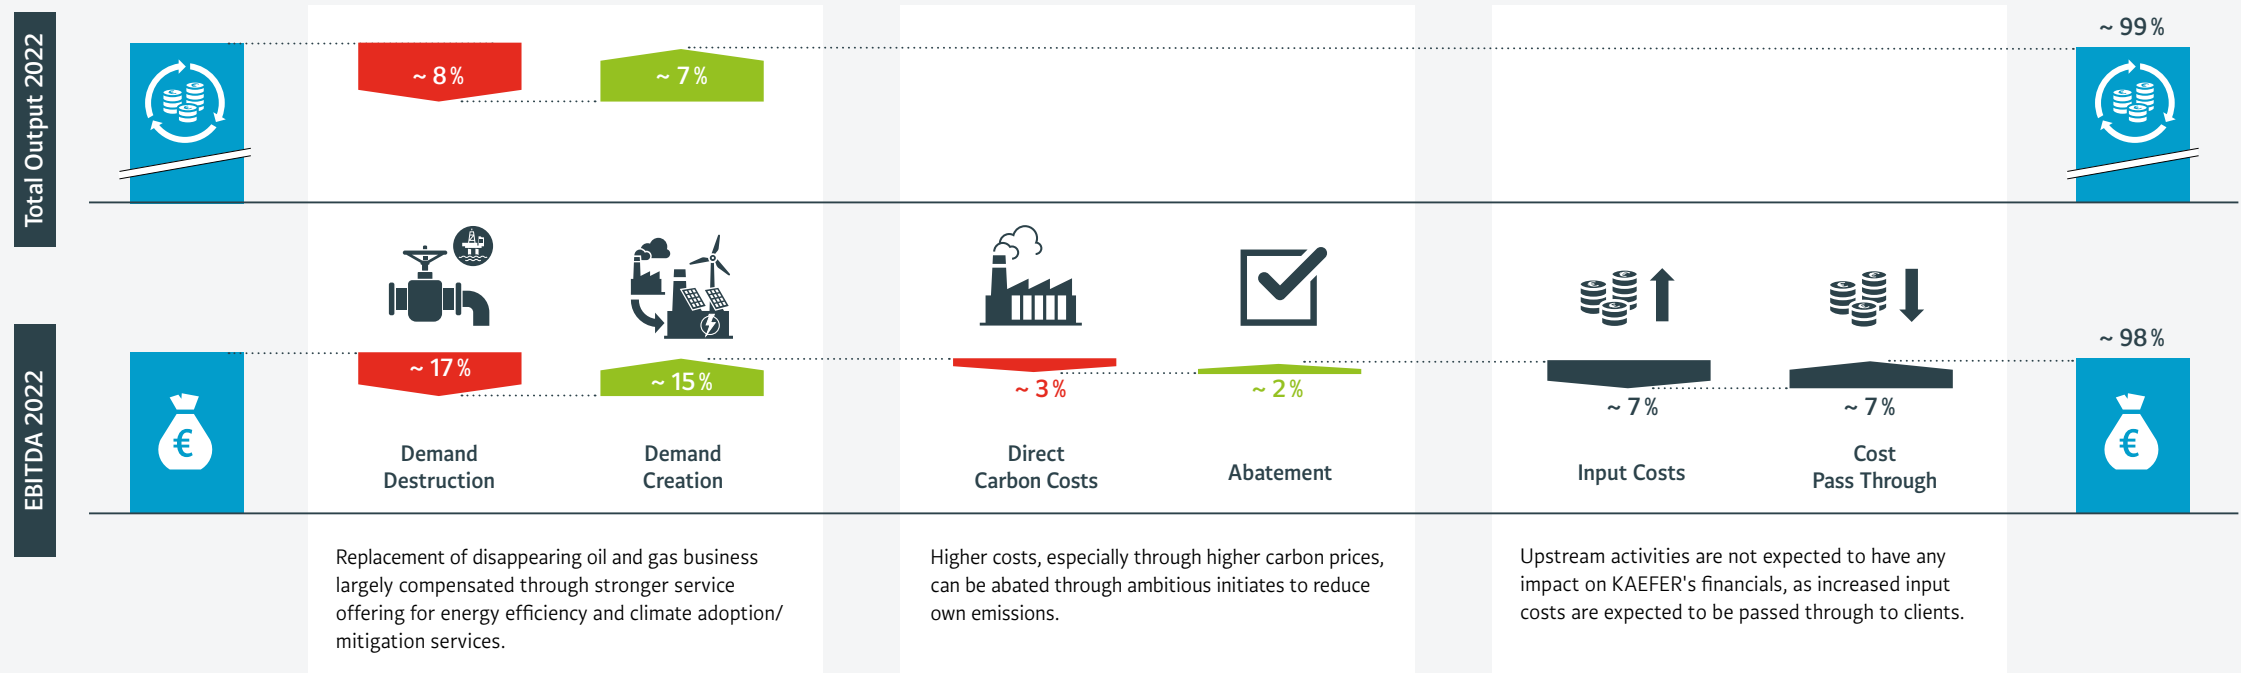 Total Output 2022
~ 8 %
~ 7 %
~ 99 %
EBITDA 2022
€
~ 17 %
~ 15 %
~ 3 %
~ 2 %
~ 7 %
~ 7 %
~ 98 %
€
Demand
Destruction
Demand
Creation
Direct
Carbon Costs
Abatement
Input Costs
Cost
Pass Through
Replacement of disappearing oil and gas business
largely compensated through stronger service
offering for energy efficiency and climate adoption/
mitigation services.
Higher costs, especially through higher carbon prices,
can be abated through ambitious initiates to reduce
own emissions.
Upstream activities are not expected to have any
impact on KAEFER's financials, as increased input
costs are expected to be passed through to clients.